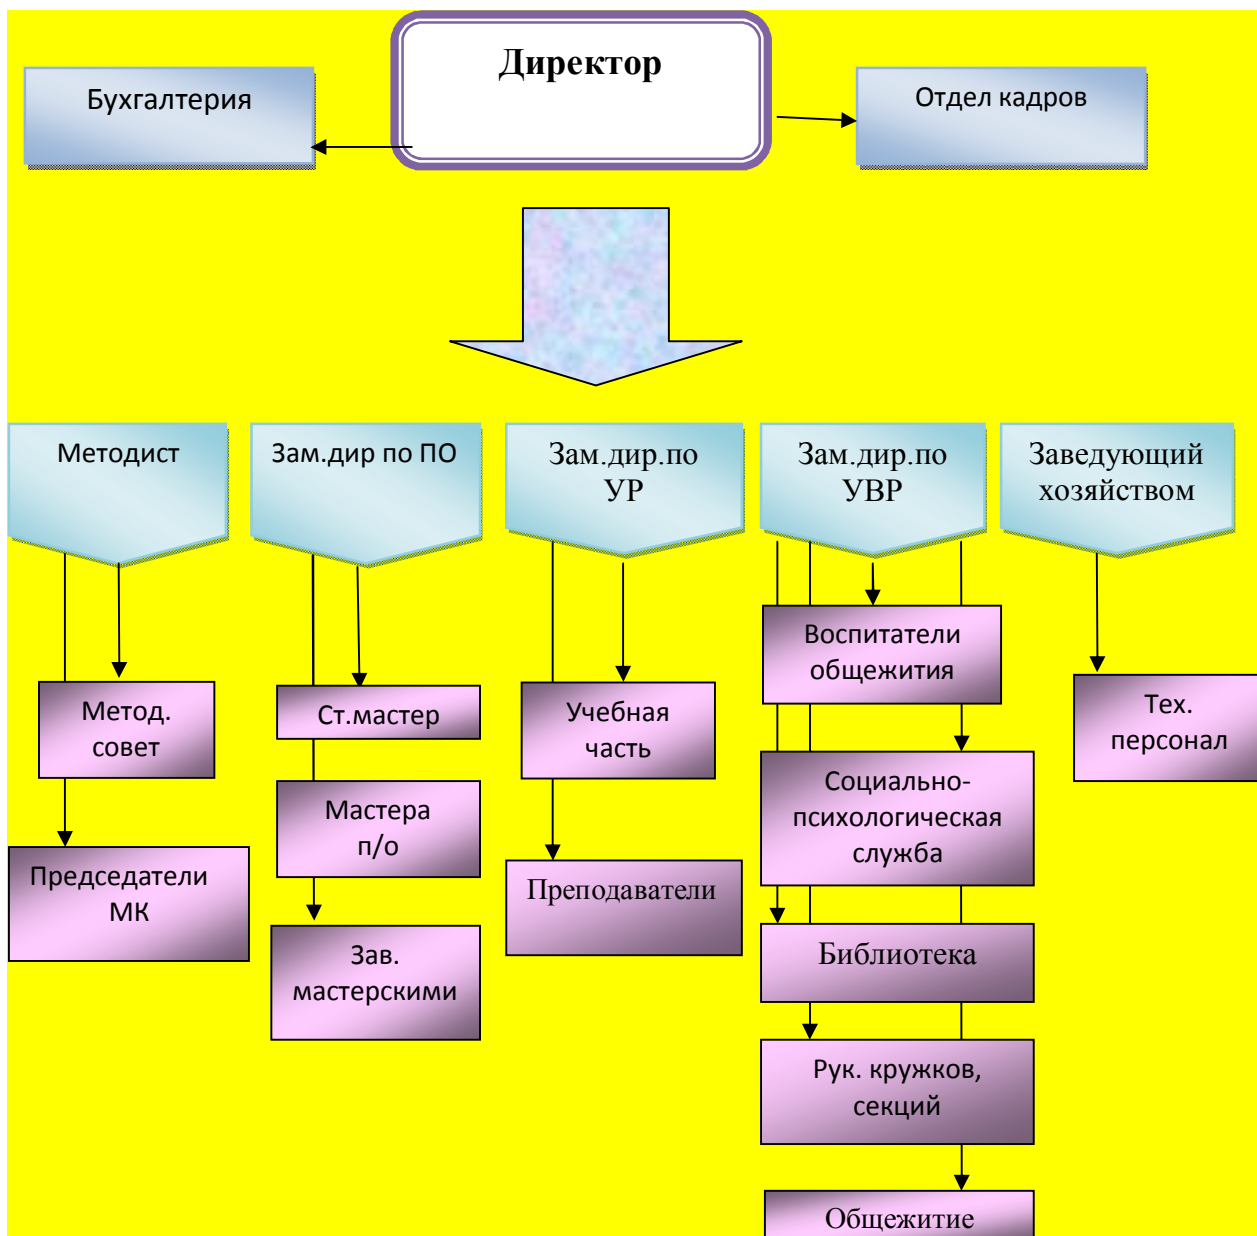 Директор
Бухгалтерия
Отдел кадров
Методист
Зам.дир по ПО
Зам.дир.по
УР
Зам.дир.по
УВР
Заведующий
хозяйством
Метод.
совет
Председатели
МК
Ст.мастер
Мастера
п/о
Зав.
мастерскими
Учебная
часть
Преподаватели
Воспитатели
общежития
Социально-
психологическая
служба
Библиотека
Рук. кружков,
секций
Общежитие
Тех.
персонал